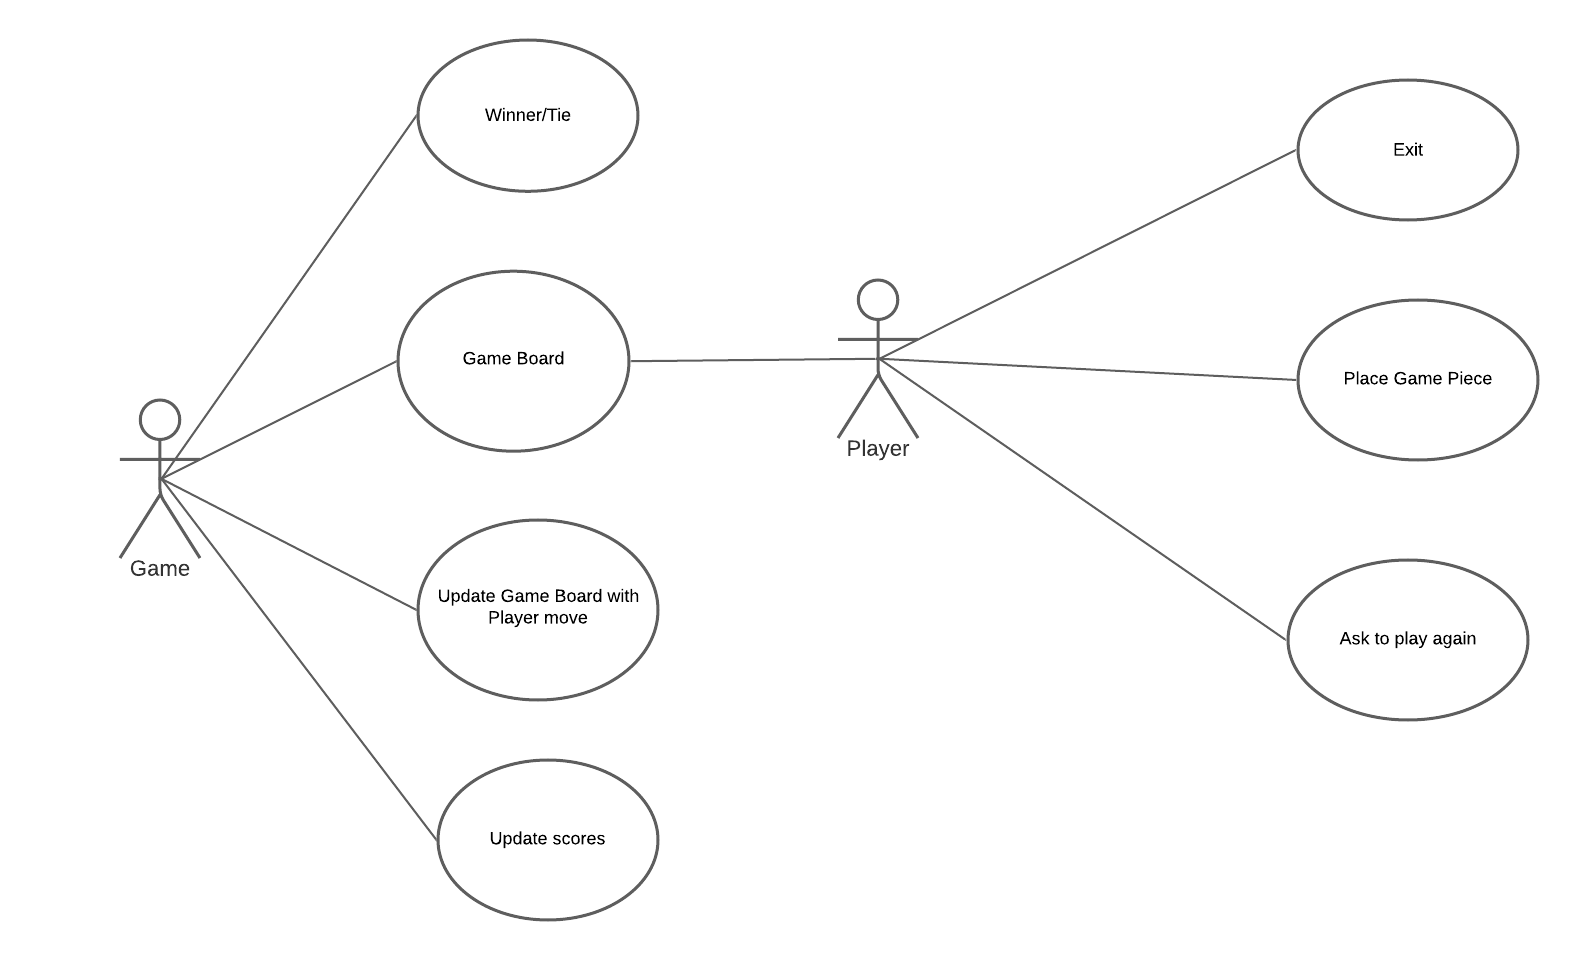 Winner/Tie
Exit
Game Board
Place Game Piece
Player
Game
Update Game Board with
Player move
Ask to play again
Update scores